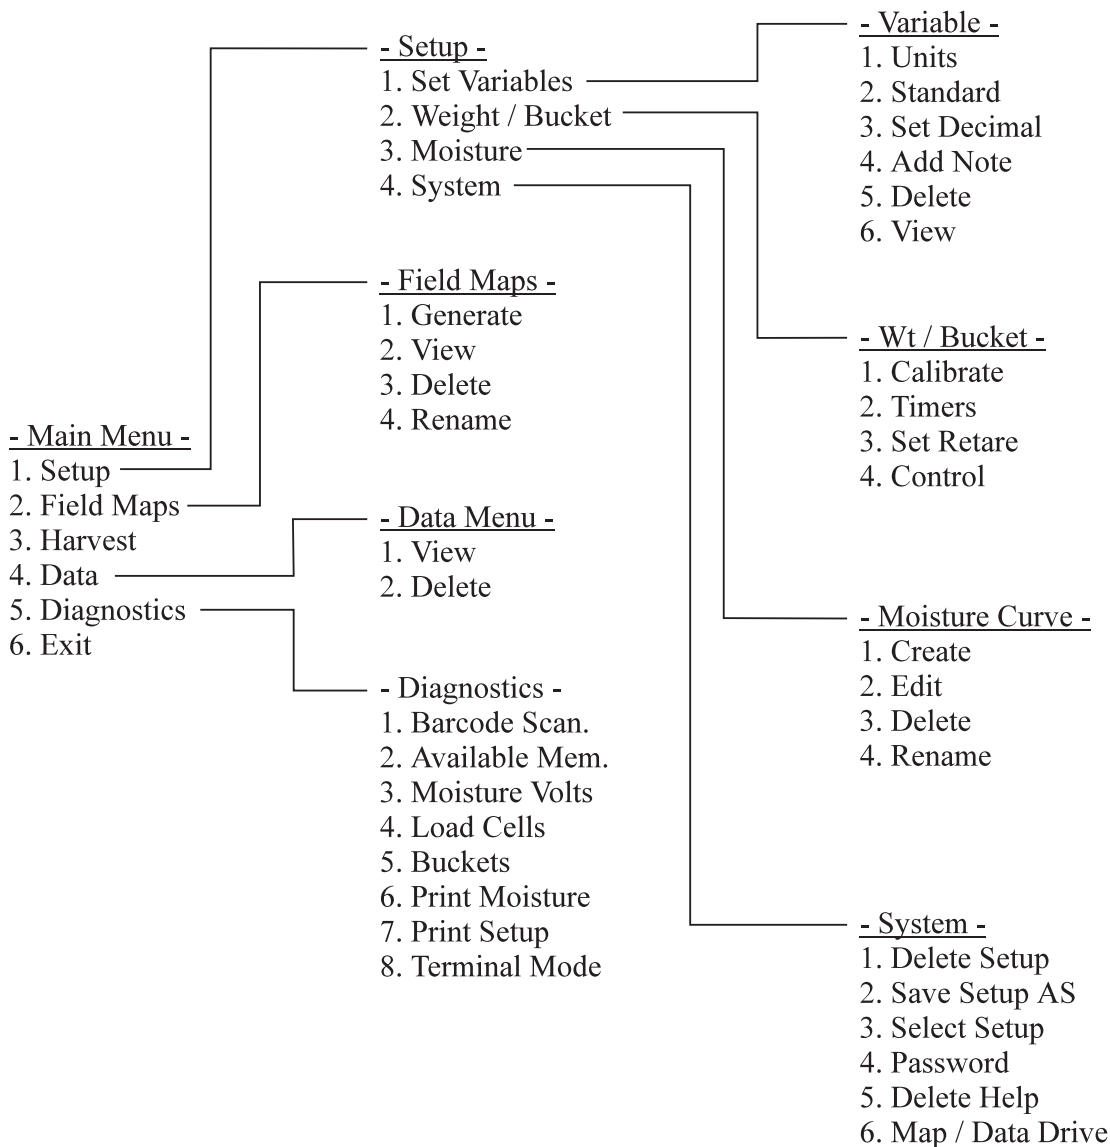 - Main Menu -
1. Setup
2. Field Maps
3. Harvest
4. Data
5. Diagnostics
6. Exit
- Setup -
1. Set Variables
2. Weight / Bucket
3. Moisture
4. System
- Field Maps -
1. Generate
2. View
3. Delete
4. Rename
- Data Menu -
1. View
2. Delete
- Diagnostics -
1. Barcode Scan.
2. Available Mem.
3. Moisture Volts
4. Load Cells
5. Buckets
6. Print Moisture
7. Print Setup
8. Terminal Mode
- Variable -
1. Units
2. Standard
3. Set Decimal
4. Add Note
5. Delete
6. View
- Wt / Bucket -
1. Calibrate
2. Timers
3. Set Retare
4. Control
- Moisture Curve -
1. Create
2. Edit
3. Delete
4. Rename
- System -
1. Delete Setup
2. Save Setup AS
3. Select Setup
4. Password
5. Delete Help
6. Map / Data Drive